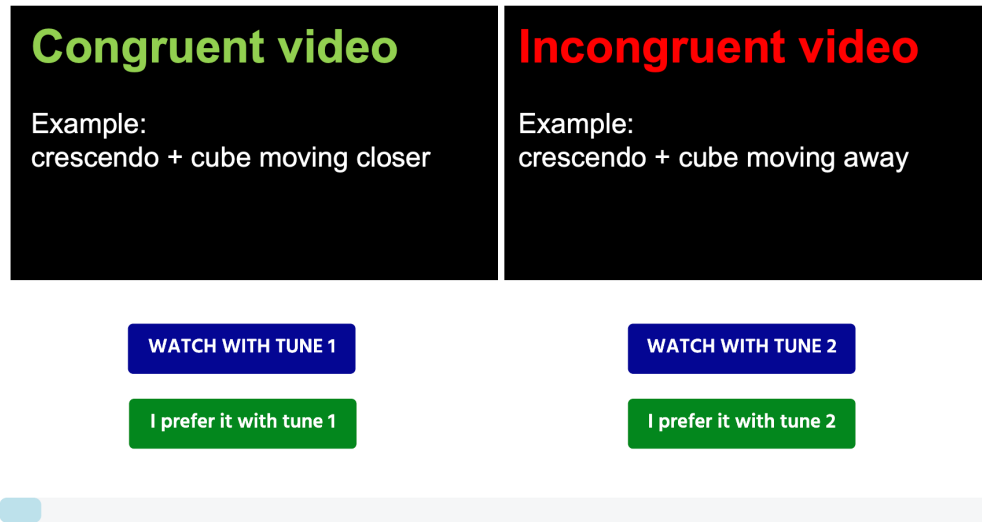 Congruent video
Example:
crescendo + cube moving closer
Incongruent video
Example:
crescendo + cube moving away
WATCH WITH TUNE 1
I prefer it with tune 1
WATCH WITH TUNE 2
I prefer it with tune 2